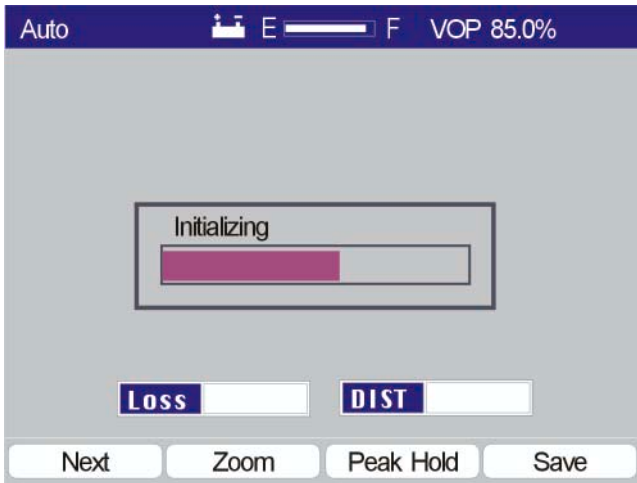 Auto E F VOP 85.0%
Initializing
Loss DIST
Next Zoom Peak Hold Save